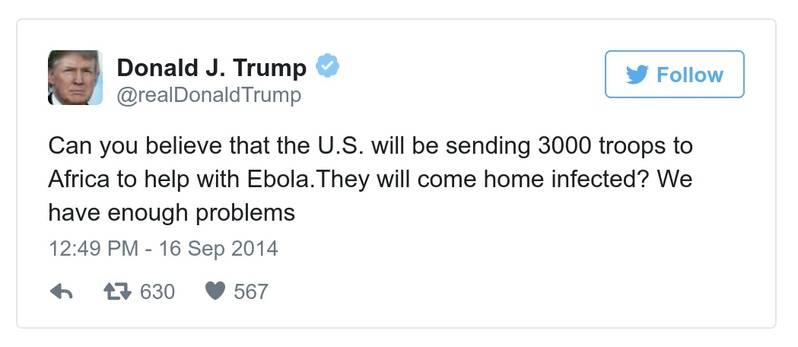 Donald J. Trump
@realDonaldTrump
Follow
Can you believe that the U.S. will be sending 3000 troops to
Africa to help with Ebola.They will come home infected? We
have enough problems
12:49 PM - 16 Sep 2014
630 567